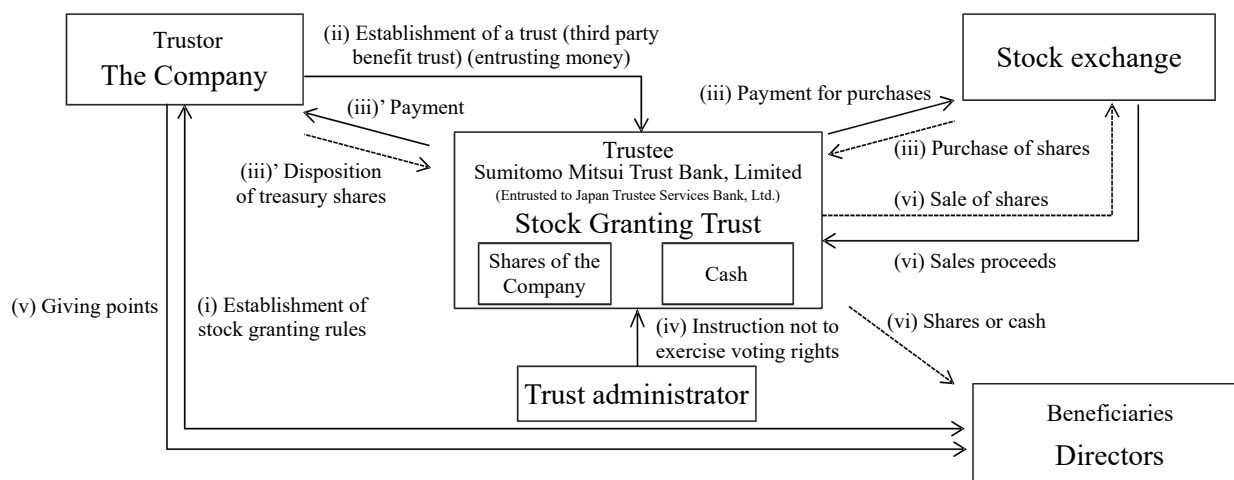 Trustor
The Company
(ii) Establishment of a trust (third party
benefit trust) (entrusting money)
Stock exchange
(iii)’ Payment
(iii) Payment for purchases
(iii)’ Disposition
of treasury shares
Trustee
Sumitomo Mitsui Trust Bank, Limited
(Entrusted to Japan Trustee Services Bank, Ltd.)
Stock Granting Trust
Shares of the
Company
Cash
(iii) Purchase of shares
(vi) Sale of shares
(vi) Sales proceeds
(v) Giving points
(i) Establishment of
stock granting rules
(iv) Instruction not to
exercise voting rights
(vi) Shares or cash
Trust administrator
Beneficiaries
Directors